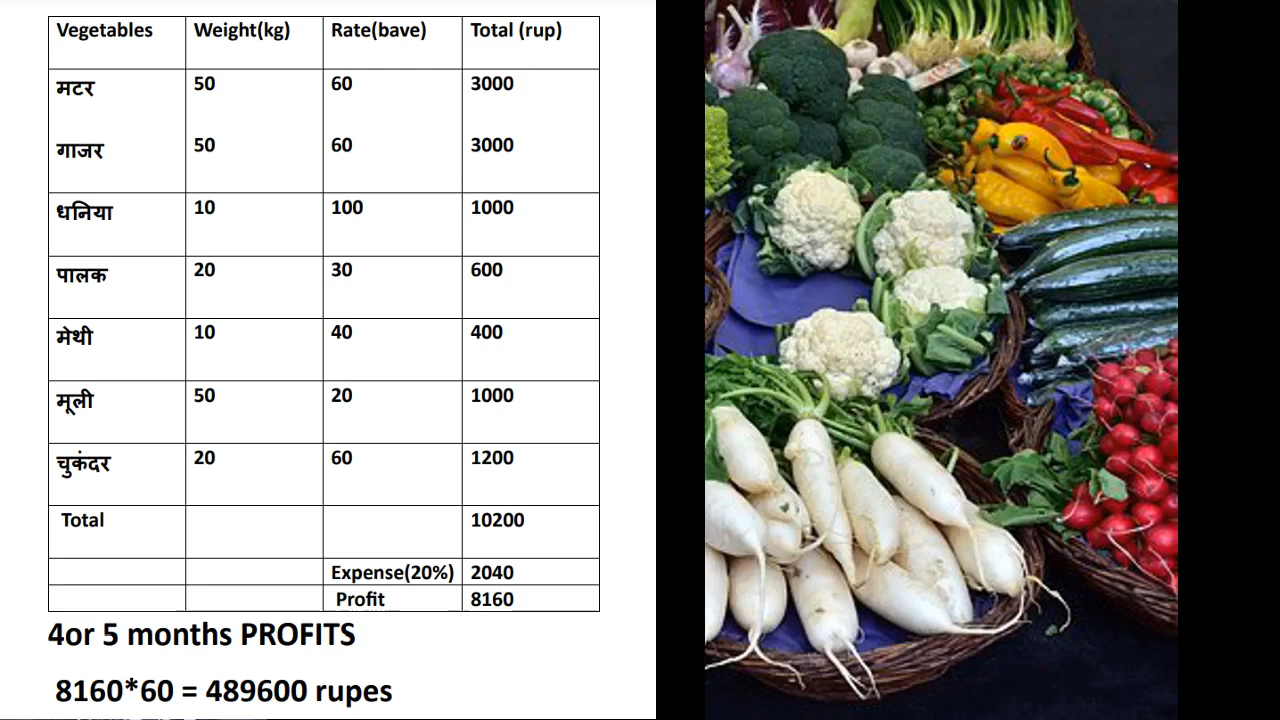 Vegetables Weight(kg) Rate(bave) Total (rup)
मटर 50 60 3000
गाजर 50 60 3000
धनिया 10 100 1000
पालक 20 30 600
मेथी 10 40 400
मूली 50 20 1000
चुकंदर 20 60 1200
Total 10200
Expense(20%) 2040
Profit 8160
4or 5 months PROFITS
8160*60 = 489600 rupes